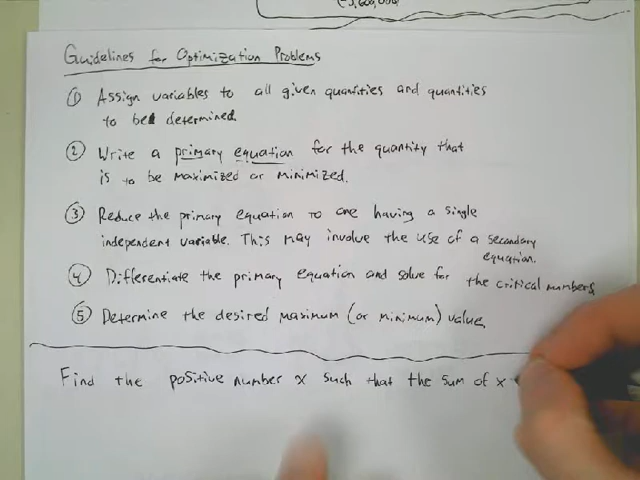 (-3,600,000)
Guidelines for Optimization Problems
① Assign variables to all given quantities and quantities
to be determined.
② Write a primary equation for the quantity that
is to be maximized or minimized.
③ Reduce the primary equation to one having a single
independent variable. This may involve the use of a secondary
equation.
④ Differentiate the primary equation and solve for the critical numbers
⑤ Determine the desired maximum (or minimum) value.
Find the positive number x such that the sum of x